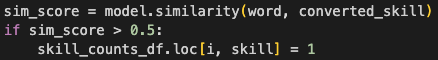 sim_score = model.similarity(word, converted_skill)
if sim_score > 0.5:
    skill_counts_df.loc[i, skill] = 1